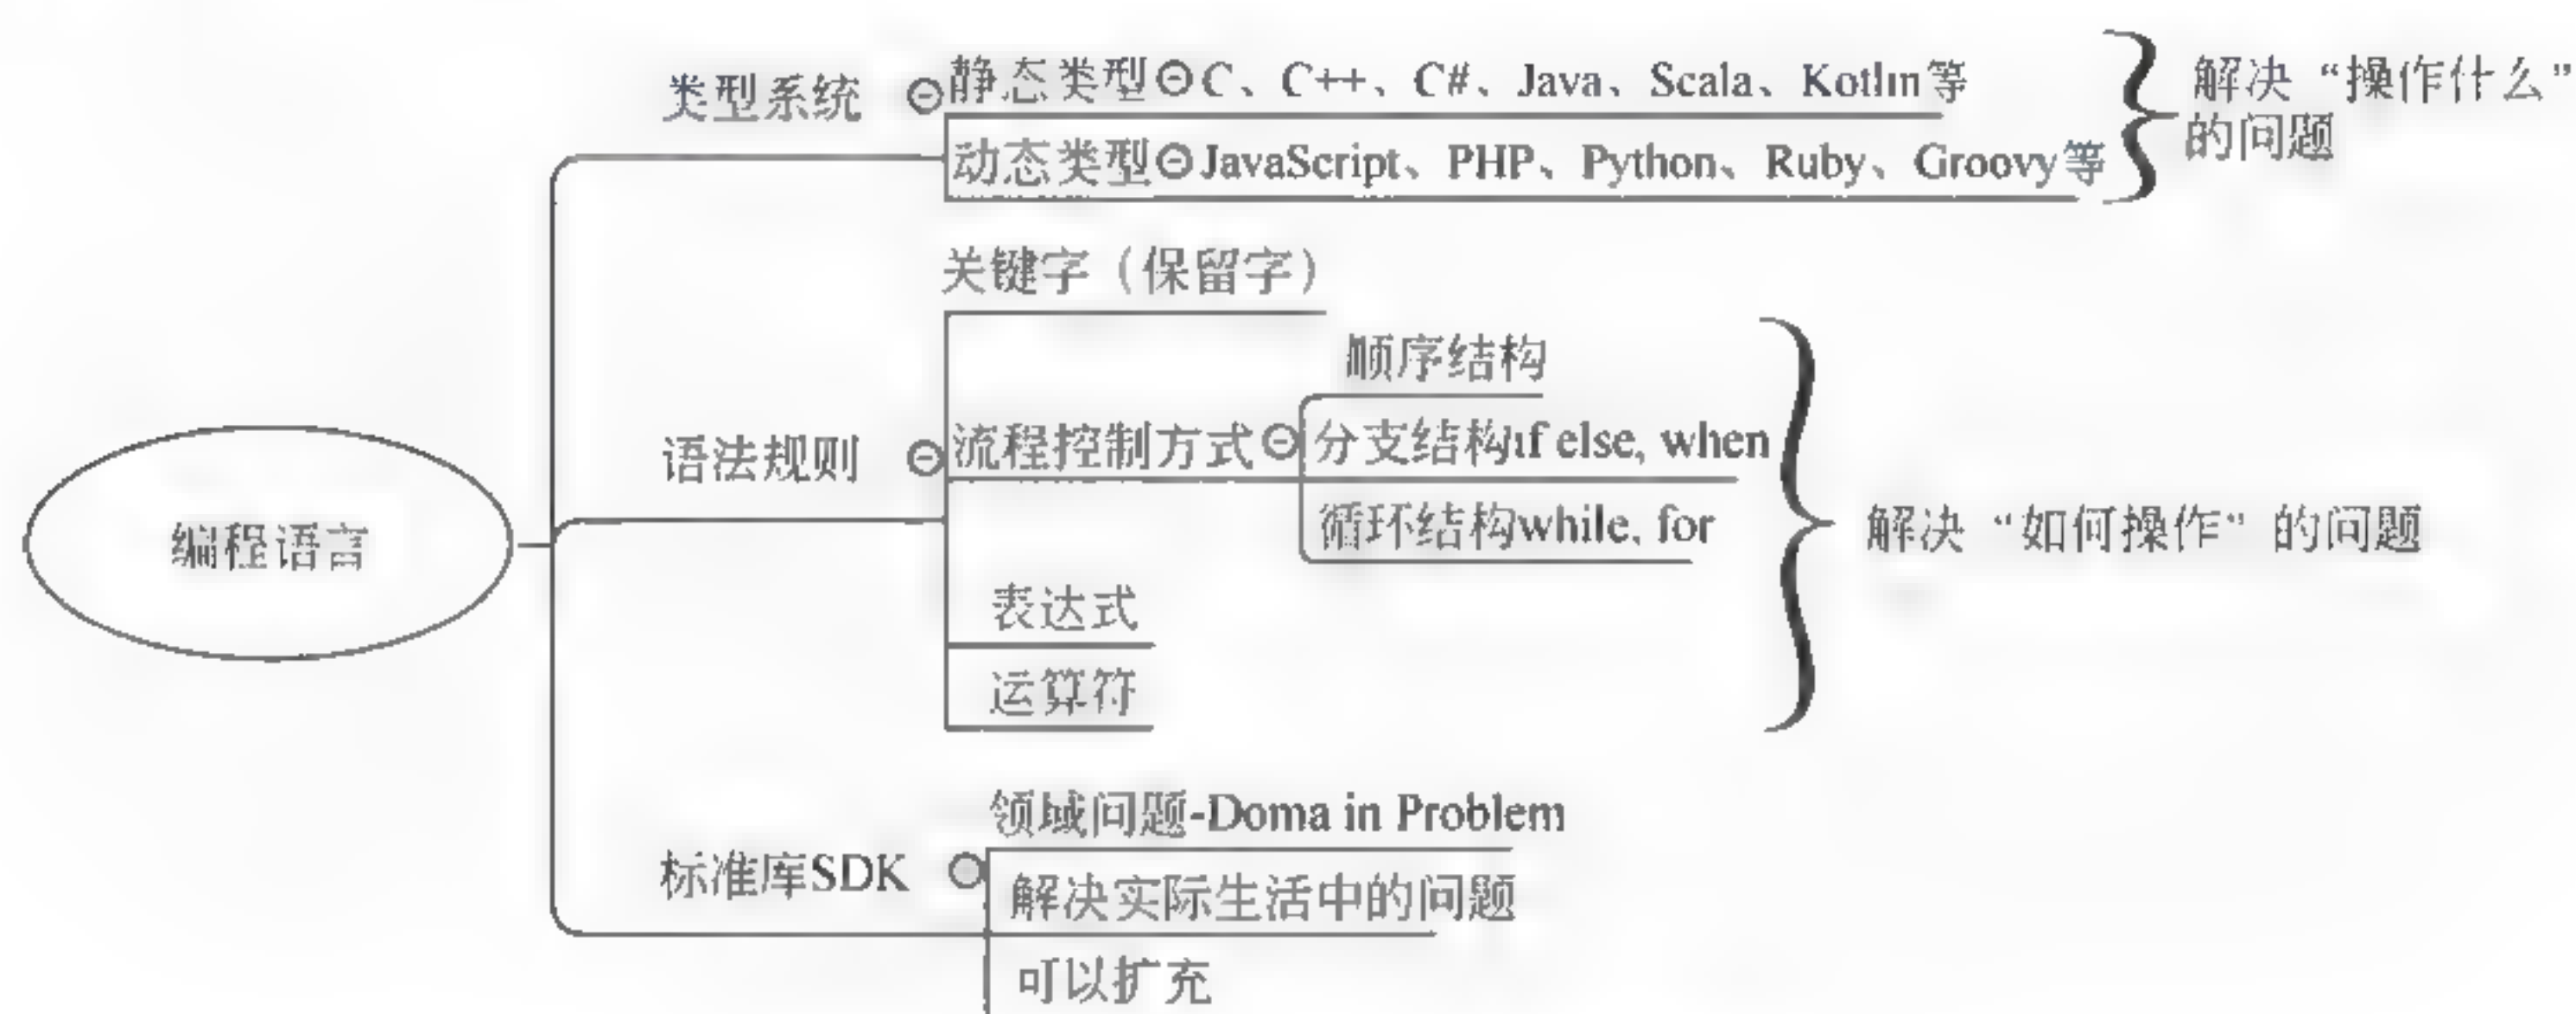 类型系统
静态类型 C、C++、C#、Java、Scala、Kotlin等
动态类型 JavaScript、PHP、Python、Ruby、Groovy等
解决“操作什么”
的问题
关键字（保留字）
顺序结构
语法规则
流程控制方式
分支结构if else, when
循环结构while, for
表达式
运算符
解决“如何操作”的问题
编程语言
标准库SDK
领域问题-Doma in Problem
解决实际生活中的问题
可以扩充